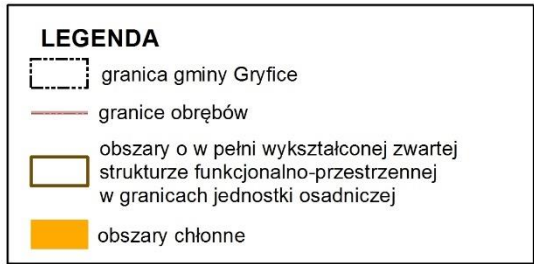 LEGENDA
granica gminy Gryfice
granice obrębów
obszary o w pełni wykształconej zwartej
strukturze funkcjonalno-przestrzennej
w granicach jednostki osadniczej
obszary chłonne